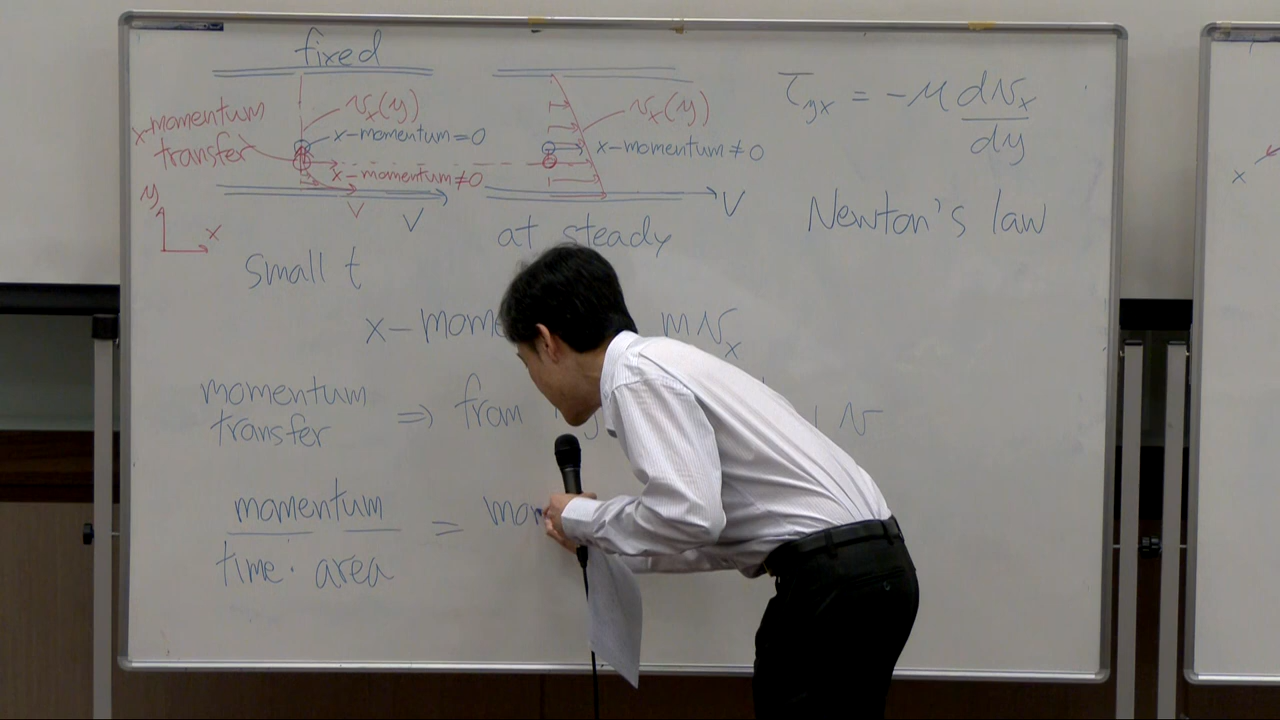 fixed
x-momentum transfer
v_x(y)
x-momentum=0
x-momentum≠0
V
V
y
x
small t
v_x(y)
x-momentum≠0
V
at steady
τ_yx = -μ dv_x/dy
Newton's law
x- mome
mv_x
momentum transfer ⇒ from
v
momentum/time·area = mom
x